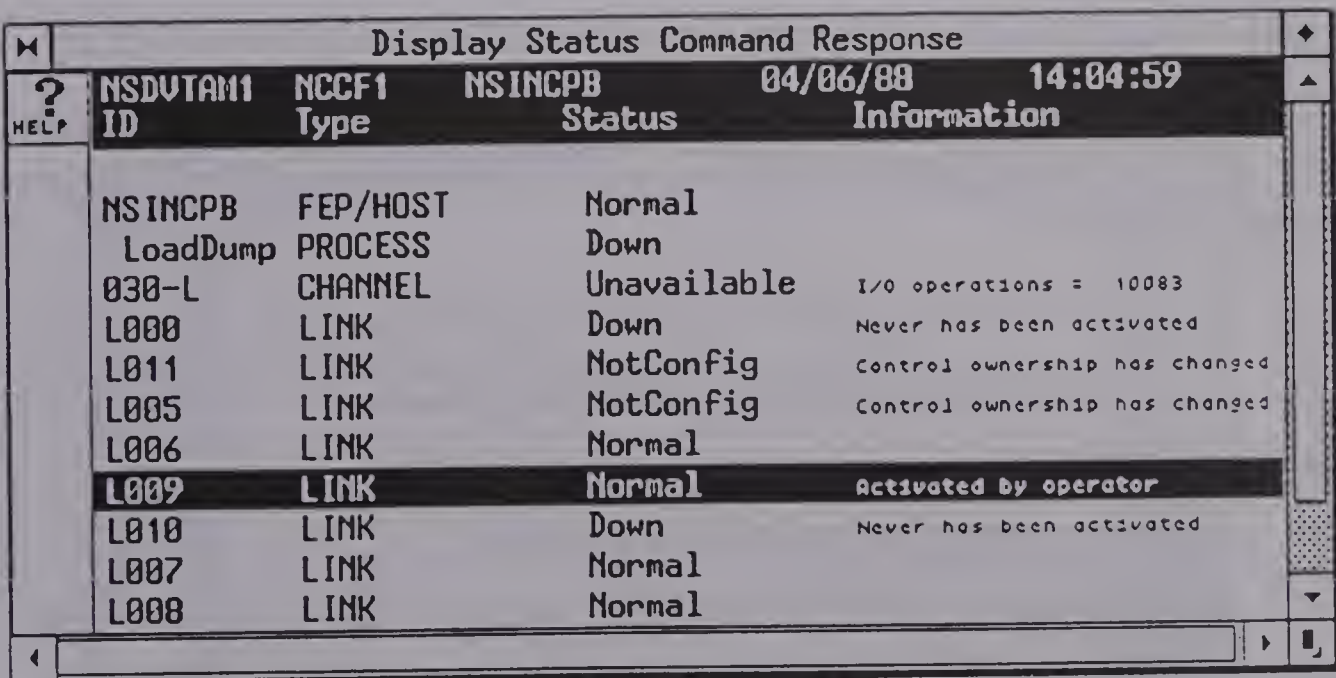 Display Status Command Response
? HELP
NSDVTAM1 NCCF1 NSINCPB 04/06/88 14:04:59
ID Type Status Information
NSINCPB FEP/HOST Normal
LoadDump PROCESS Down
030-L CHANNEL Unavailable I/O operations = 10083
L000 LINK Down Never has been activated
L011 LINK NotConfig Control ownership has changed
L005 LINK NotConfig Control ownership has changed
L006 LINK Normal
L009 LINK Normal Activated by operator
L010 LINK Down Never has been activated
L007 LINK Normal
L008 LINK Normal